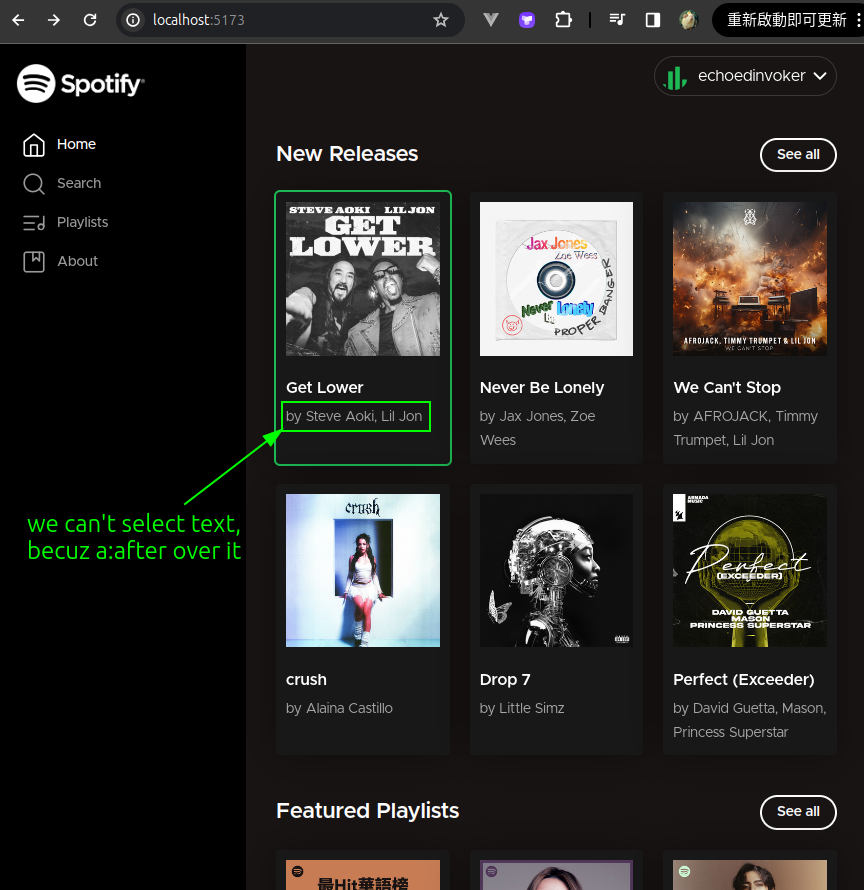 localhost:5173
重新啟動即可更新
Spotify
echoedinvoker
Home
Search
Playlists
About
New Releases
See all
STEVE AOKI LIL JON
GET
LOWER
Jax Jones
Zoe Wees
Never Be Lonely
PROPER BANGER
AFROJACK, TIMMY TRUMPET & LIL JON
WE CAN'T STOP
Get Lower
Never Be Lonely
We Can't Stop
by Steve Aoki, Lil Jon
by Jax Jones, Zoe
Wees
by AFROJACK, Timmy
Trumpet, Lil Jon
we can't select text,
becuz a:after over it
crush
ARMADA
MUSIC
Perfect
(EXCEEDER)
DAVID GUETTA
MASON
PRINCESS SUPERSTAR
crush
Drop 7
Perfect (Exceeder)
by Alaina Castillo
by Little Simz
by David Guetta, Mason,
Princess Superstar
Featured Playlists
See all
最Hit華語榜